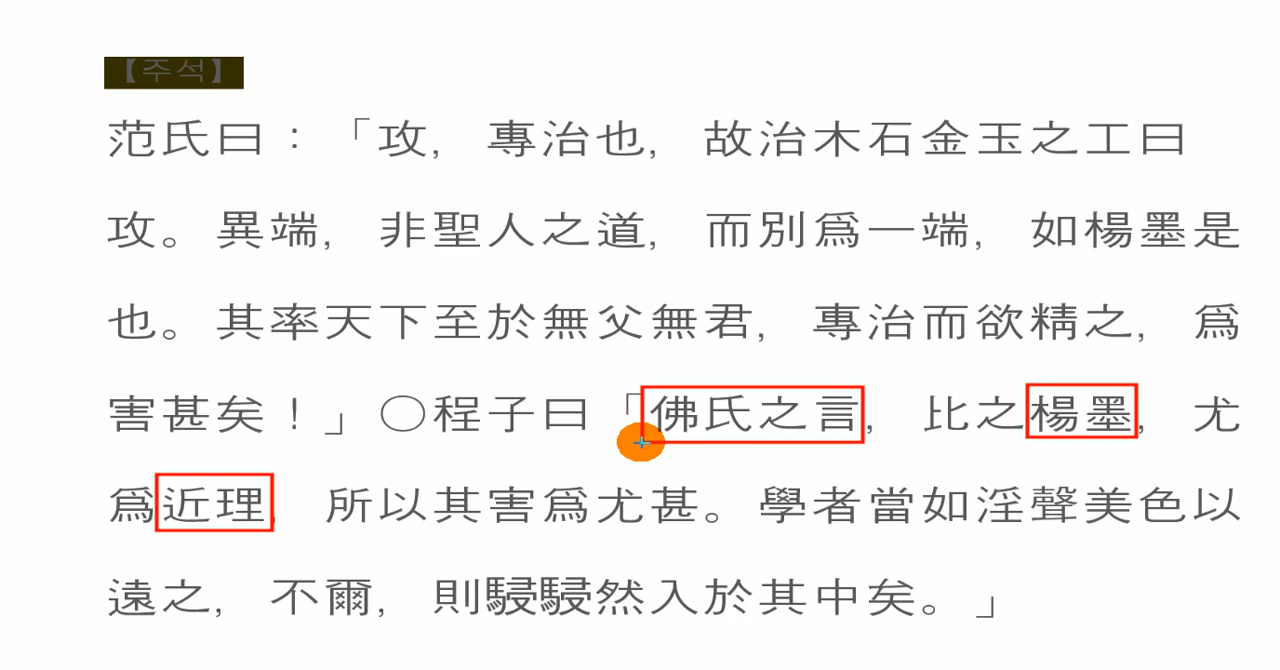 【주석】
范氏曰：「攻, 專治也, 故治木石金玉之工曰
攻。異端, 非聖人之道, 而別爲一端, 如楊墨是
也。其率天下至於無父無君, 專治而欲精之, 爲
害甚矣！」○程子曰「佛氏之言, 比之楊墨, 尤
爲近理, 所以其害爲尤甚。學者當如淫聲美色以
遠之, 不爾, 則駸駸然入於其中矣。」